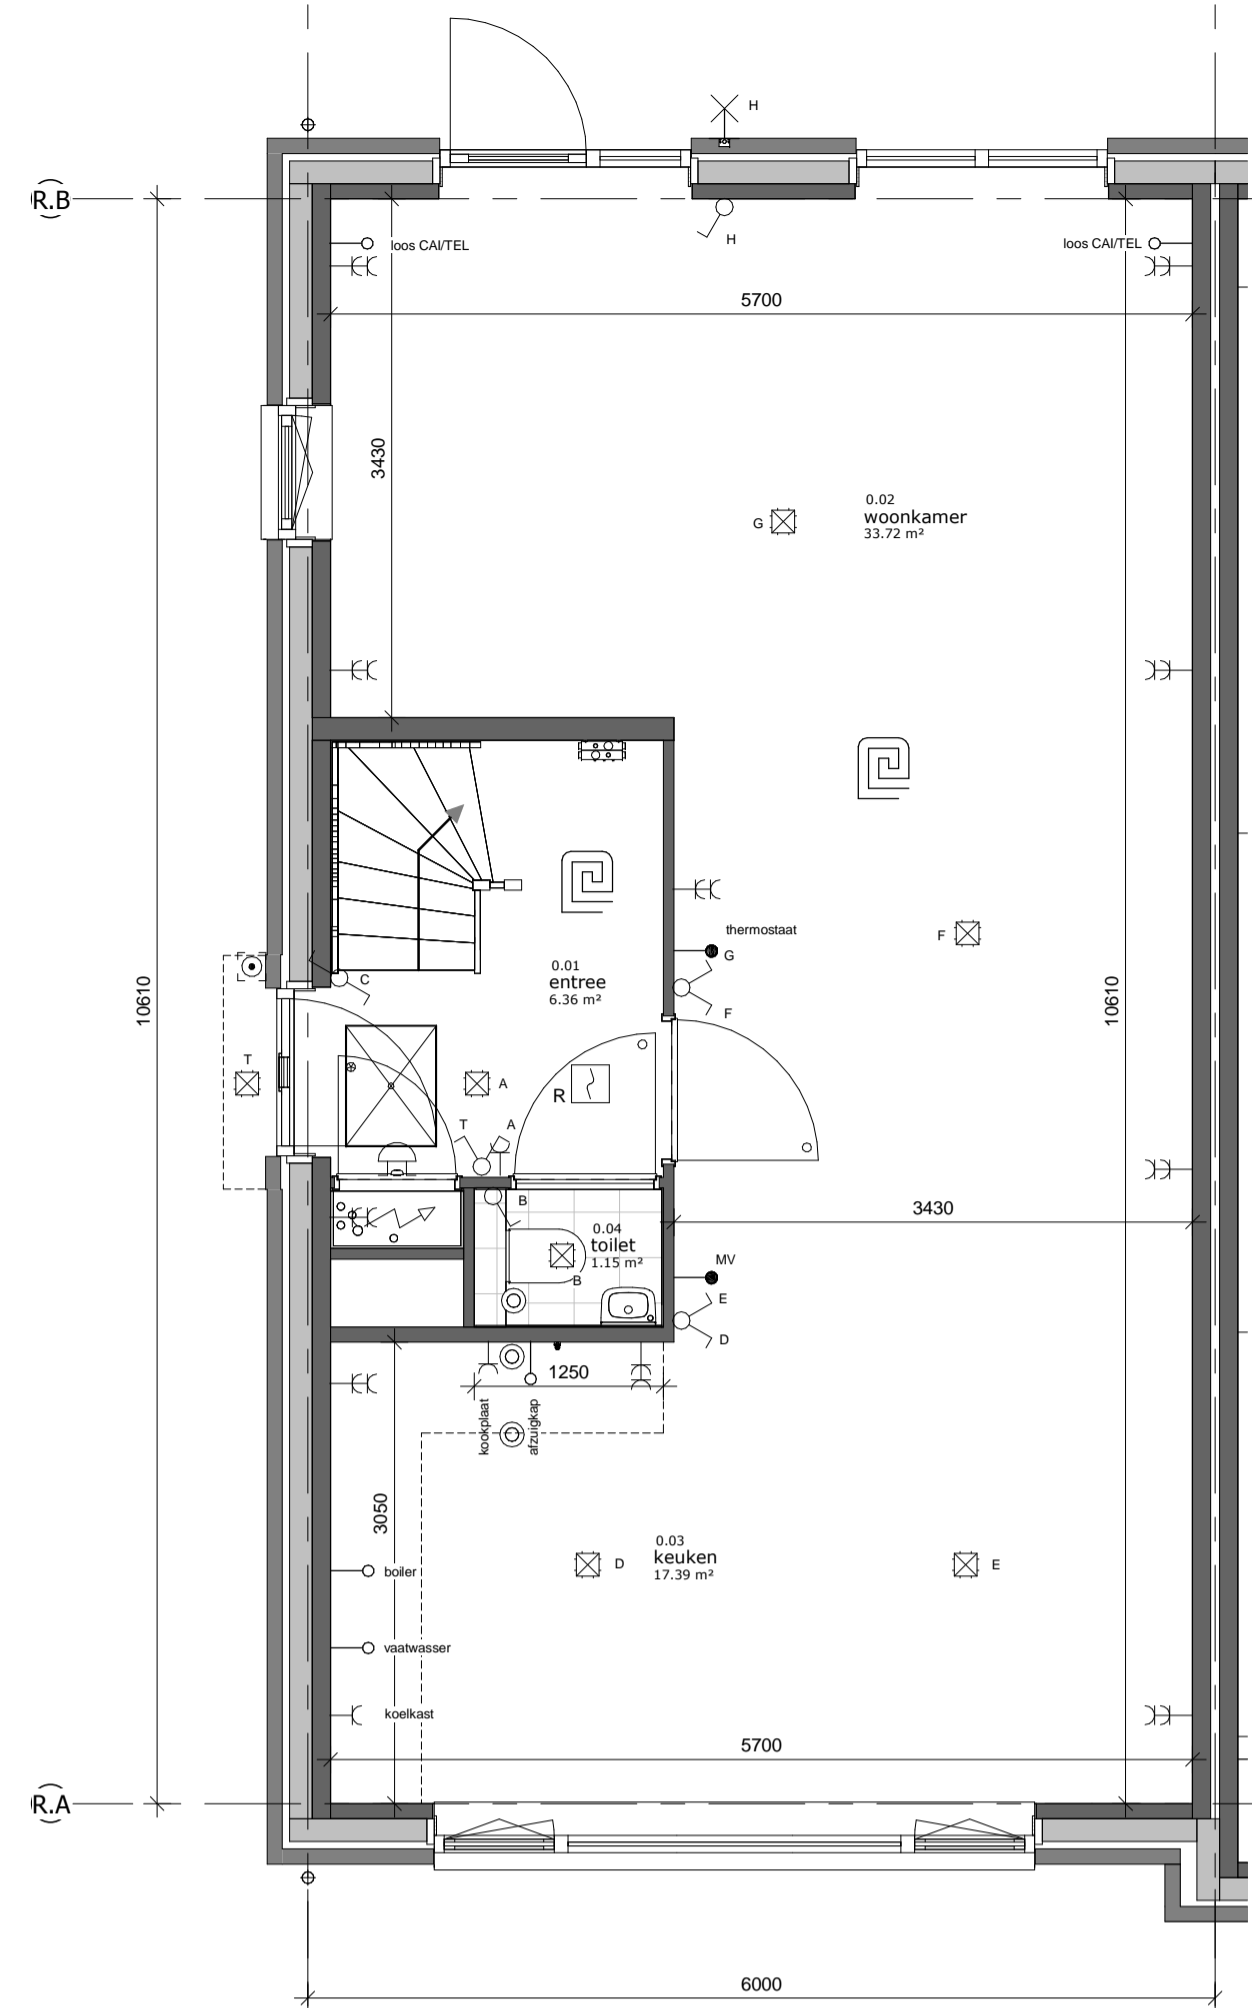 H
R.B
H
loos CAI/TEL
loos CAI/TEL
5700
3430
0.02
woonkamer
33.72 m²
G
thermostaat
G
F
F
C
0.01
entree
6.36 m²
10610
10610
T
A
R
T
A
B
3430
0.04
toilet
1.15 m²
B
MV
E
D
1250
kookplaat
afzuigkap
3050
0.03
keuken
17.39 m²
D
E
boiler
vaatwasser
koelkast
5700
R.A
6000